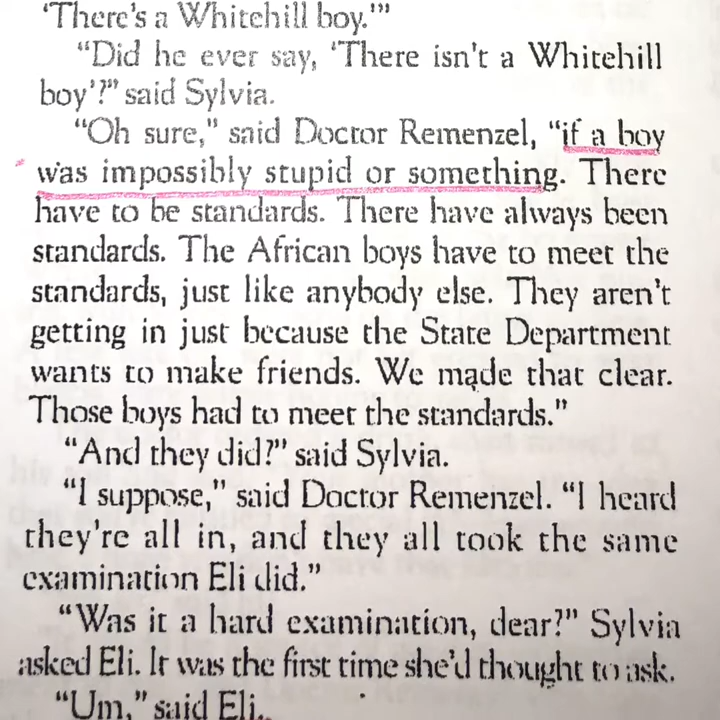 'There's a Whitehill boy.'"
"Did he ever say, 'There isn't a Whitehill
boy'?" said Sylvia.
"Oh sure," said Doctor Remenzel, "if a boy
was impossibly stupid or something. There
have to be standards. There have always been
standards. The African boys have to meet the
standards, just like anybody else. They aren't
getting in just because the State Department
wants to make friends. We made that clear.
Those boys had to meet the standards."
"And they did?" said Sylvia.
"I suppose," said Doctor Remenzel. "I heard
they're all in, and they all took the same
examination Eli did."
"Was it a hard examination, dear?" Sylvia
asked Eli. It was the first time she'd thought to ask.
"Um," said Eli.